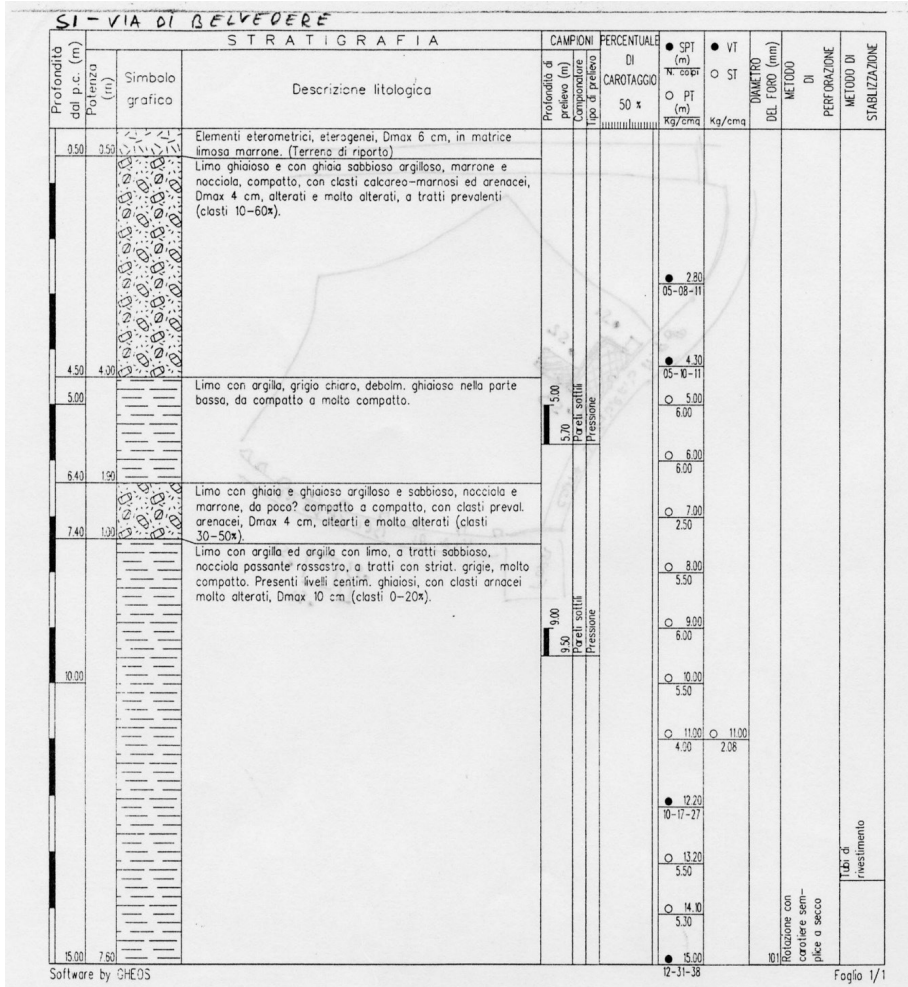 S1 - VIA DI BELVEDERE
STRATIGRAFIA
CAMPIONI
PERCENTUALE
DI
CAROTAGGIO
50 %
● SPT
(m)
N. colpi
○ PT
(m)
Kg/cmq
● VT
○ ST
Kg/cmq
DIAMETRO
DEL FORO (mm)
METODO
DI
PERFORAZIONE
METODO DI
STABLIZZAZIONE
Profondità
dal p.c. (m)
Potenza
(m)
Simbolo
grafico
Descrizione litologica
Profondità di
prelievo (m)
Campionatore
Tipo di prelievo
Elementi eterometrici, eterogenei, Dmax 6 cm, in matrice
limosa marrone. (Terreno di riporto)
0.50 0.50
Limo ghiaioso e con ghiaia sabbioso argilloso, marrone e
nocciola, compatto, con clasti calcareo-marnosi ed arenacei,
Dmax 4 cm, alterati e molto alterati, a tratti prevalenti
(clasti 10-60%).
● 2.80
05-08-11
● 4.30
05-10-11
4.50 4.00
Limo con argilla, grigio chiaro, debolm. ghiaioso nella parte
bassa, da compatto a molto compatto.
5.00
5.00
5.70
Pareti sottili
Pressione
○ 5.00
6.00
○ 6.00
6.00
6.40 1.90
Limo con ghiaia e ghiaioso argilloso e sabbioso, nocciola e
marrone, da poco? compatto a compatto, con clasti preval.
arenacei, Dmax 4 cm, altearti e molto alterati (clasti
30-50%).
○ 7.00
2.50
7.40 1.00
Limo con argilla ed argilla con limo, a tratti sabbioso,
nocciola passante rossastro, a tratti con striat. grigie, molto
compatto. Presenti livelli centim. ghiaiosi, con clasti arnacei
molto alterati, Dmax 10 cm (clasti 0-20%).
○ 8.00
5.50
9.00
9.50
Pareti sottili
Pressione
○ 9.00
6.00
10.00
○ 10.00
5.50
○ 11.00
4.00
○ 11.00
2.08
● 12.20
10-17-27
○ 13.20
5.50
Tubi di
rivestimento
○ 14.10
5.30
15.00 7.60
● 15.00
12-31-38
101
Rotazione con
carotiere sem-
plice a secco
Software by GHEOS
Foglio 1/1